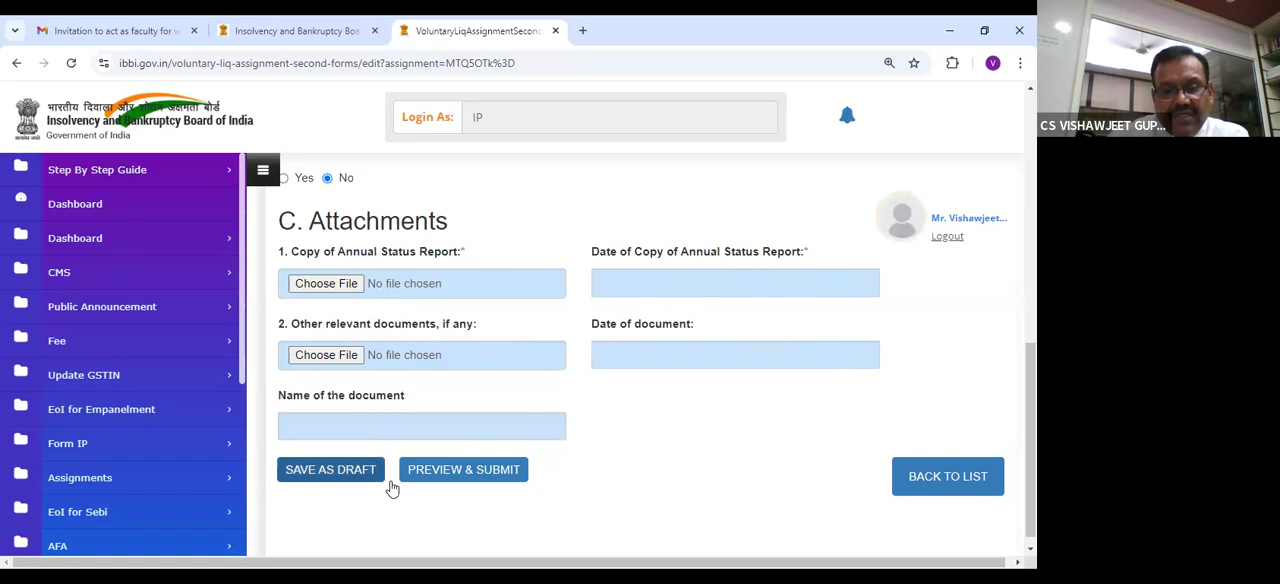 Invitation to act as faculty for v
Insolvency and Bankruptcy Boa
VoluntaryLiqAssignmentSecond
ibbi.gov.in/voluntary-liq-assignment-second-forms/edit?assignment=MTQ5OTk%3D
V
भारतीय दिवाला और शोधन अक्षमता बोर्ड
Insolvency and Bankruptcy Board of India
Government of India
Login As: IP
CS VISHAWJEET GUP...
Step By Step Guide
Dashboard
Dashboard
CMS
Public Announcement
Fee
Update GSTIN
EoI for Empanelment
Form IP
Assignments
EoI for Sebi
AFA
Yes No
Mr. Vishawjeet...
Logout
C. Attachments
1. Copy of Annual Status Report:*
Date of Copy of Annual Status Report:*
Choose File No file chosen
2. Other relevant documents, if any:
Date of document:
Choose File No file chosen
Name of the document
SAVE AS DRAFT
PREVIEW & SUBMIT
BACK TO LIST